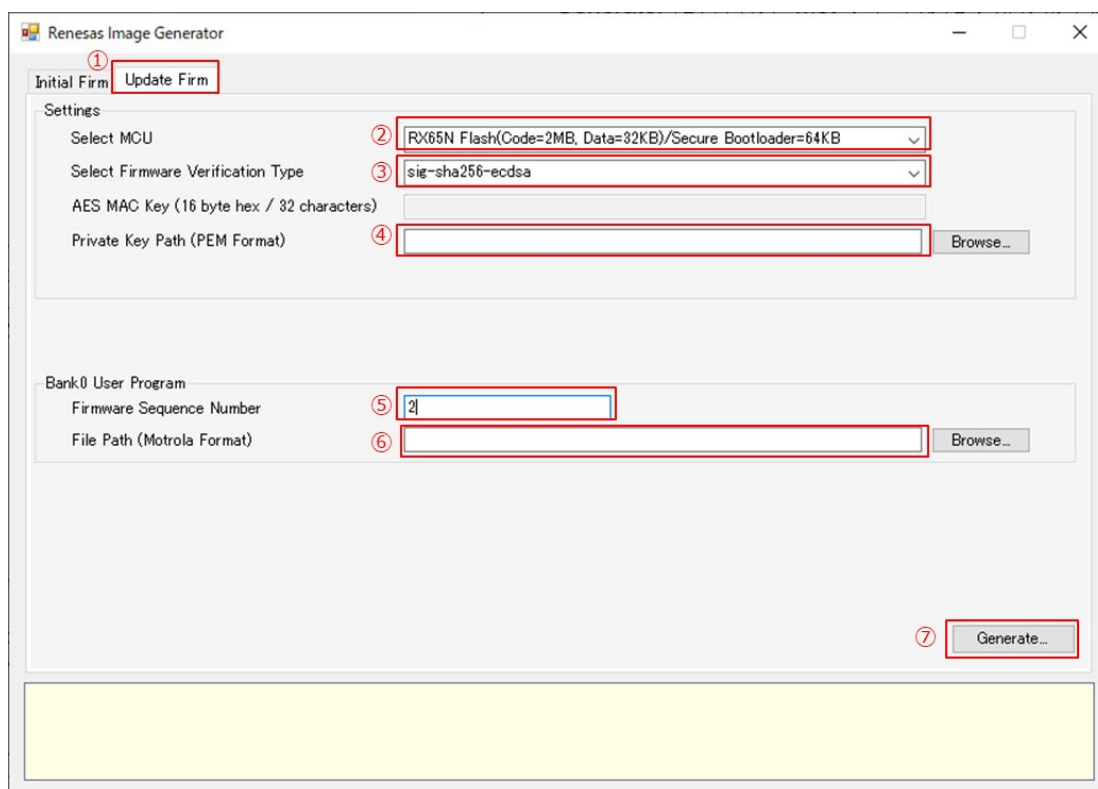 Renesas Image Generator
①
Initial Firm Update Firm
Settings
Select MCU ② RX65N Flash(Code=2MB, Data=32KB)/Secure Bootloader=64KB
Select Firmware Verification Type ③ sig-sha256-ecdsa
AES MAC Key (16 byte hex / 32 characters)
Private Key Path (PEM Format) ④ Browse...
Bank0 User Program
Firmware Sequence Number ⑤ 2
File Path (Motrola Format) ⑥ Browse...
⑦ Generate...